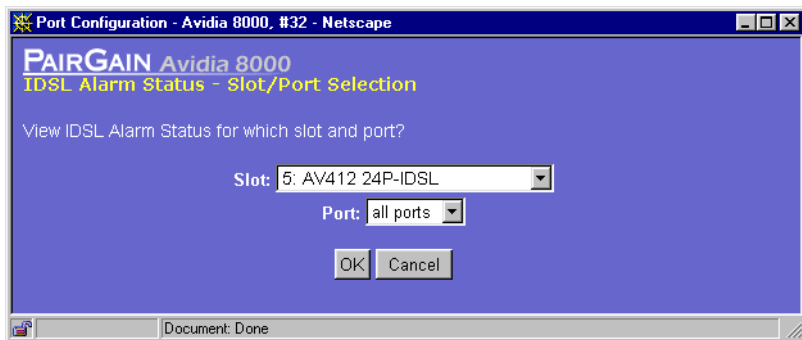 Port Configuration - Avidia 8000, #32 - Netscape
PAIRGAIN Avidia 8000
IDSL Alarm Status - Slot/Port Selection
View IDSL Alarm Status for which slot and port?
Slot: 5: AV412 24P-IDSL
Port: all ports
OK Cancel
Document: Done